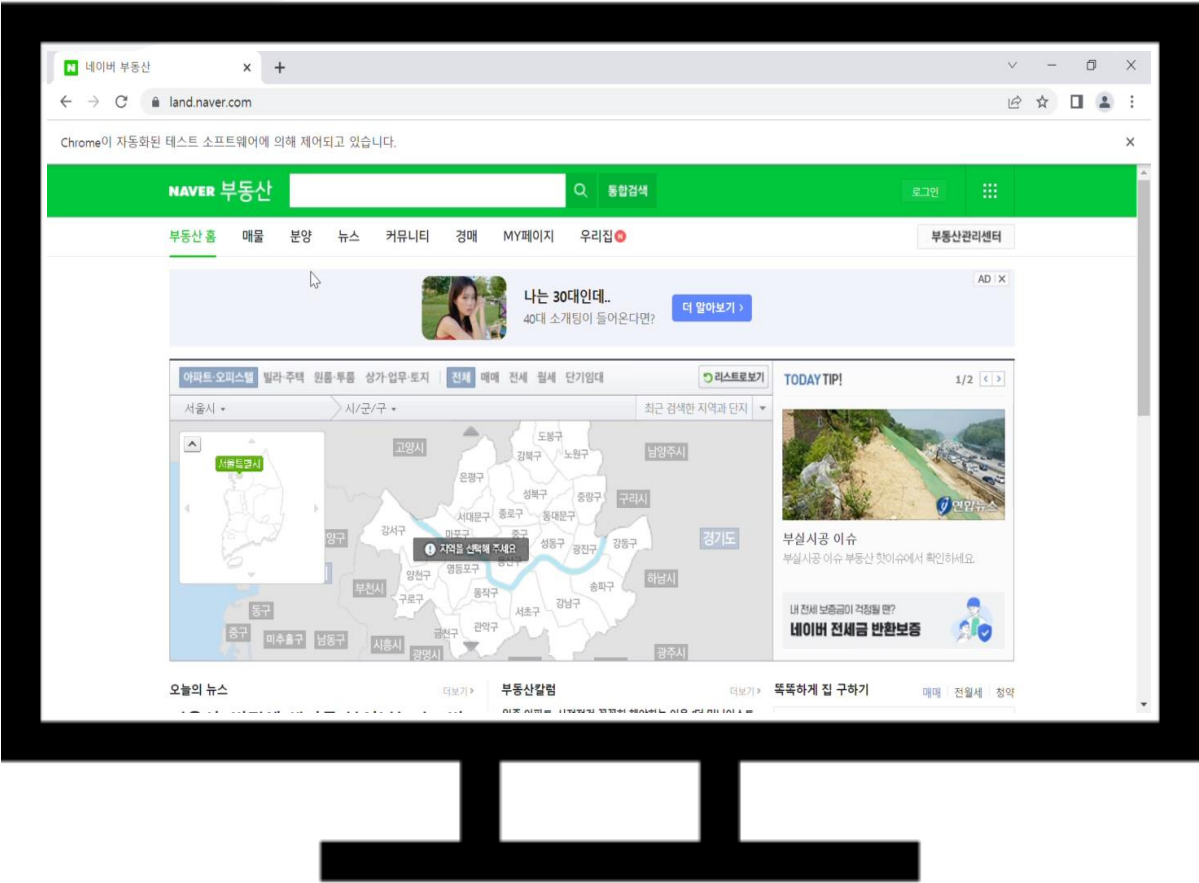 네이버 부동산
land.naver.com
Chrome이 자동화된 테스트 소프트웨어에 의해 제어되고 있습니다.
NAVER 부동산
통합검색
로그인
부동산 홈 매물 분양 뉴스 커뮤니티 경매 MY페이지 우리집 N
부동산관리센터
AD X
나는 30대인데..
40대 소개팅이 들어온다면?
더 알아보기 >
아파트·오피스텔 빌라·주택 원룸·투룸 상가·업무·토지 전체 매매 전세 월세 단기임대
리스트로보기
서울시 시/군/구
최근 검색한 지역과 단지
서울특별시
고양시
도봉구
강북구
노원구
남양주시
은평구
성북구
중랑구
구리시
서대문구
종로구
동대문구
강서구
마포구
중구
성동구
광진구
강동구
경기도
양구
지역을 선택해 주세요
양천구
영등포구
하남시
부천시
구로구
동작구
송파구
강남구
서초구
동구
중구
미추홀구
남동구
시흥시
금천구
관악구
광명시
광주시
TODAY TIP!
1/2
연합뉴스
부실시공 이슈
부실시공 이슈 부동산 핫이슈에서 확인하세요.
내 전세 보증금이 걱정될 땐?
네이버 전세금 반환보증
오늘의 뉴스
더보기 >
부동산칼럼
더보기 >
똑똑하게 집 구하기
매매 전월세 청약